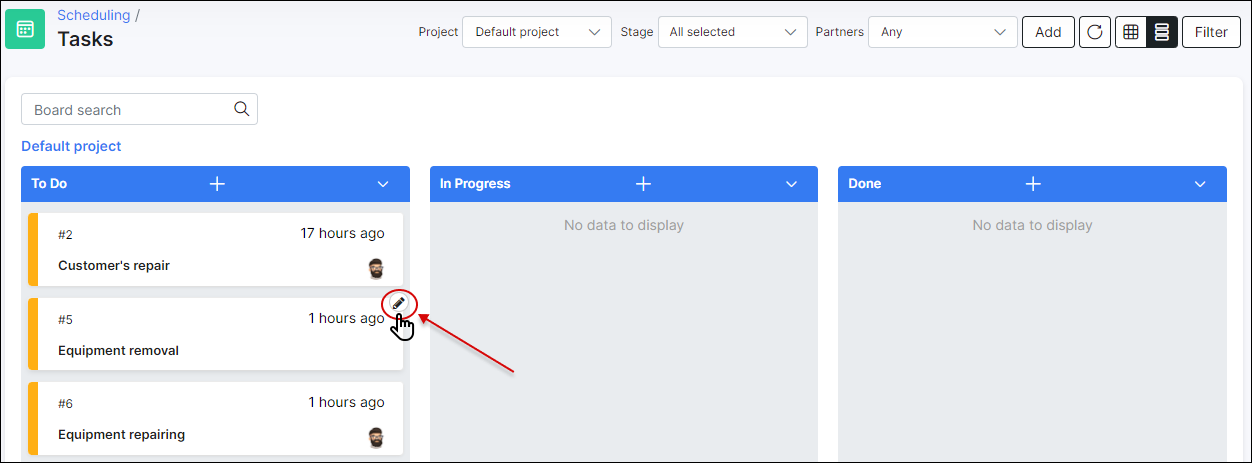 Scheduling /
Tasks
Project Default project Stage All selected Partners Any Add Filter
Board search
Default project
To Do In Progress Done
#2 17 hours ago
Customer's repair
No data to display No data to display
#5 1 hours ago
Equipment removal
#6 1 hours ago
Equipment repairing